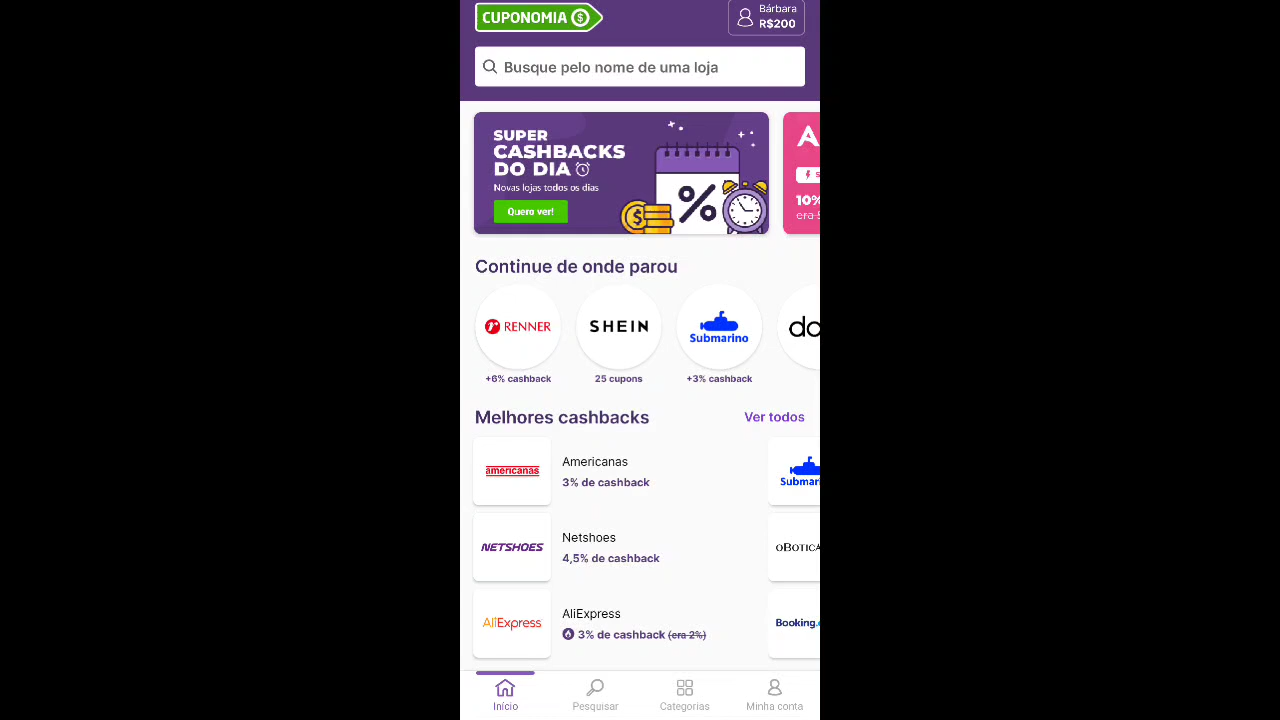 CUPONOMIA $
Bárbara
R$200
Busque pelo nome de uma loja
SUPER
CASHBACKS
DO DIA
Novas lojas todos os dias
Quero ver!
%
$
10%
era
Continue de onde parou
r RENNER
SHEIN
Submarino
+6% cashback
25 cupons
+3% cashback
Melhores cashbacks
Ver todos
americanas
Americanas
3% de cashback
NETSHOES
Netshoes
4,5% de cashback
oBOTICA
AliExpress
AliExpress
3% de cashback (era 2%)
Booking.
Início
Pesquisar
Categorias
Minha conta